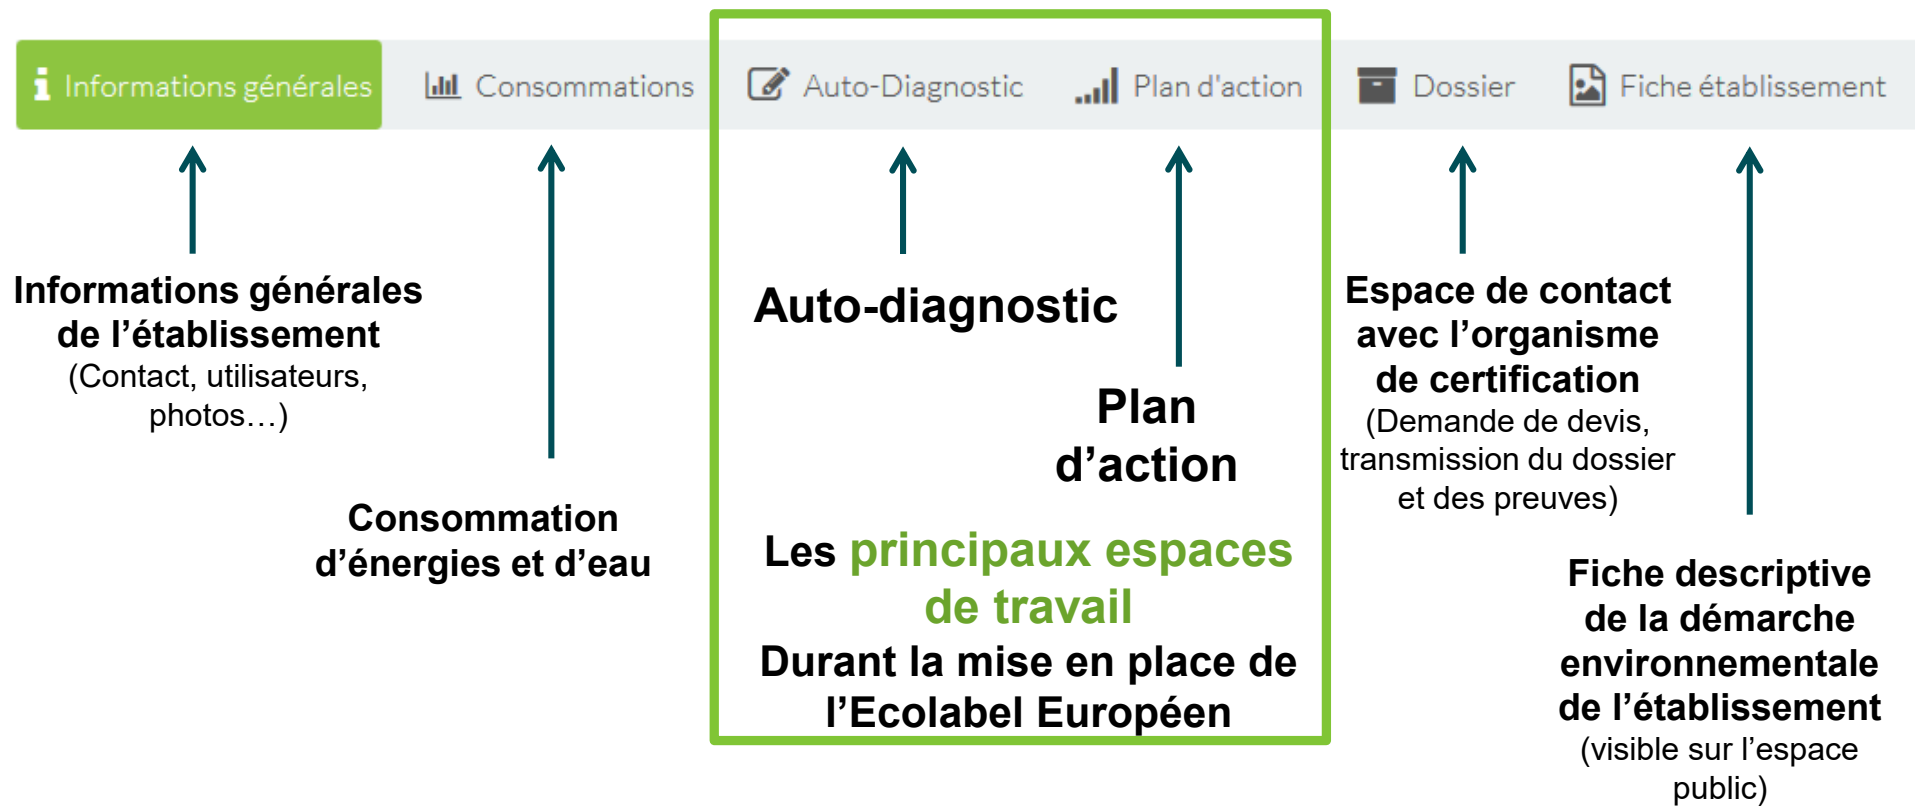 Informations générales
Consommations
Auto-Diagnostic
Plan d'action
Dossier
Fiche établissement
Informations générales
de l’établissement
(Contact, utilisateurs,
photos…)
Consommation
d’énergies et d’eau
Auto-diagnostic
Plan
d’action
Les principaux espaces
de travail
Durant la mise en place de
l’Ecolabel Européen
Espace de contact
avec l’organisme
de certification
(Demande de devis,
transmission du dossier
et des preuves)
Fiche descriptive
de la démarche
environnementale
de l’établissement
(visible sur l’espace
public)